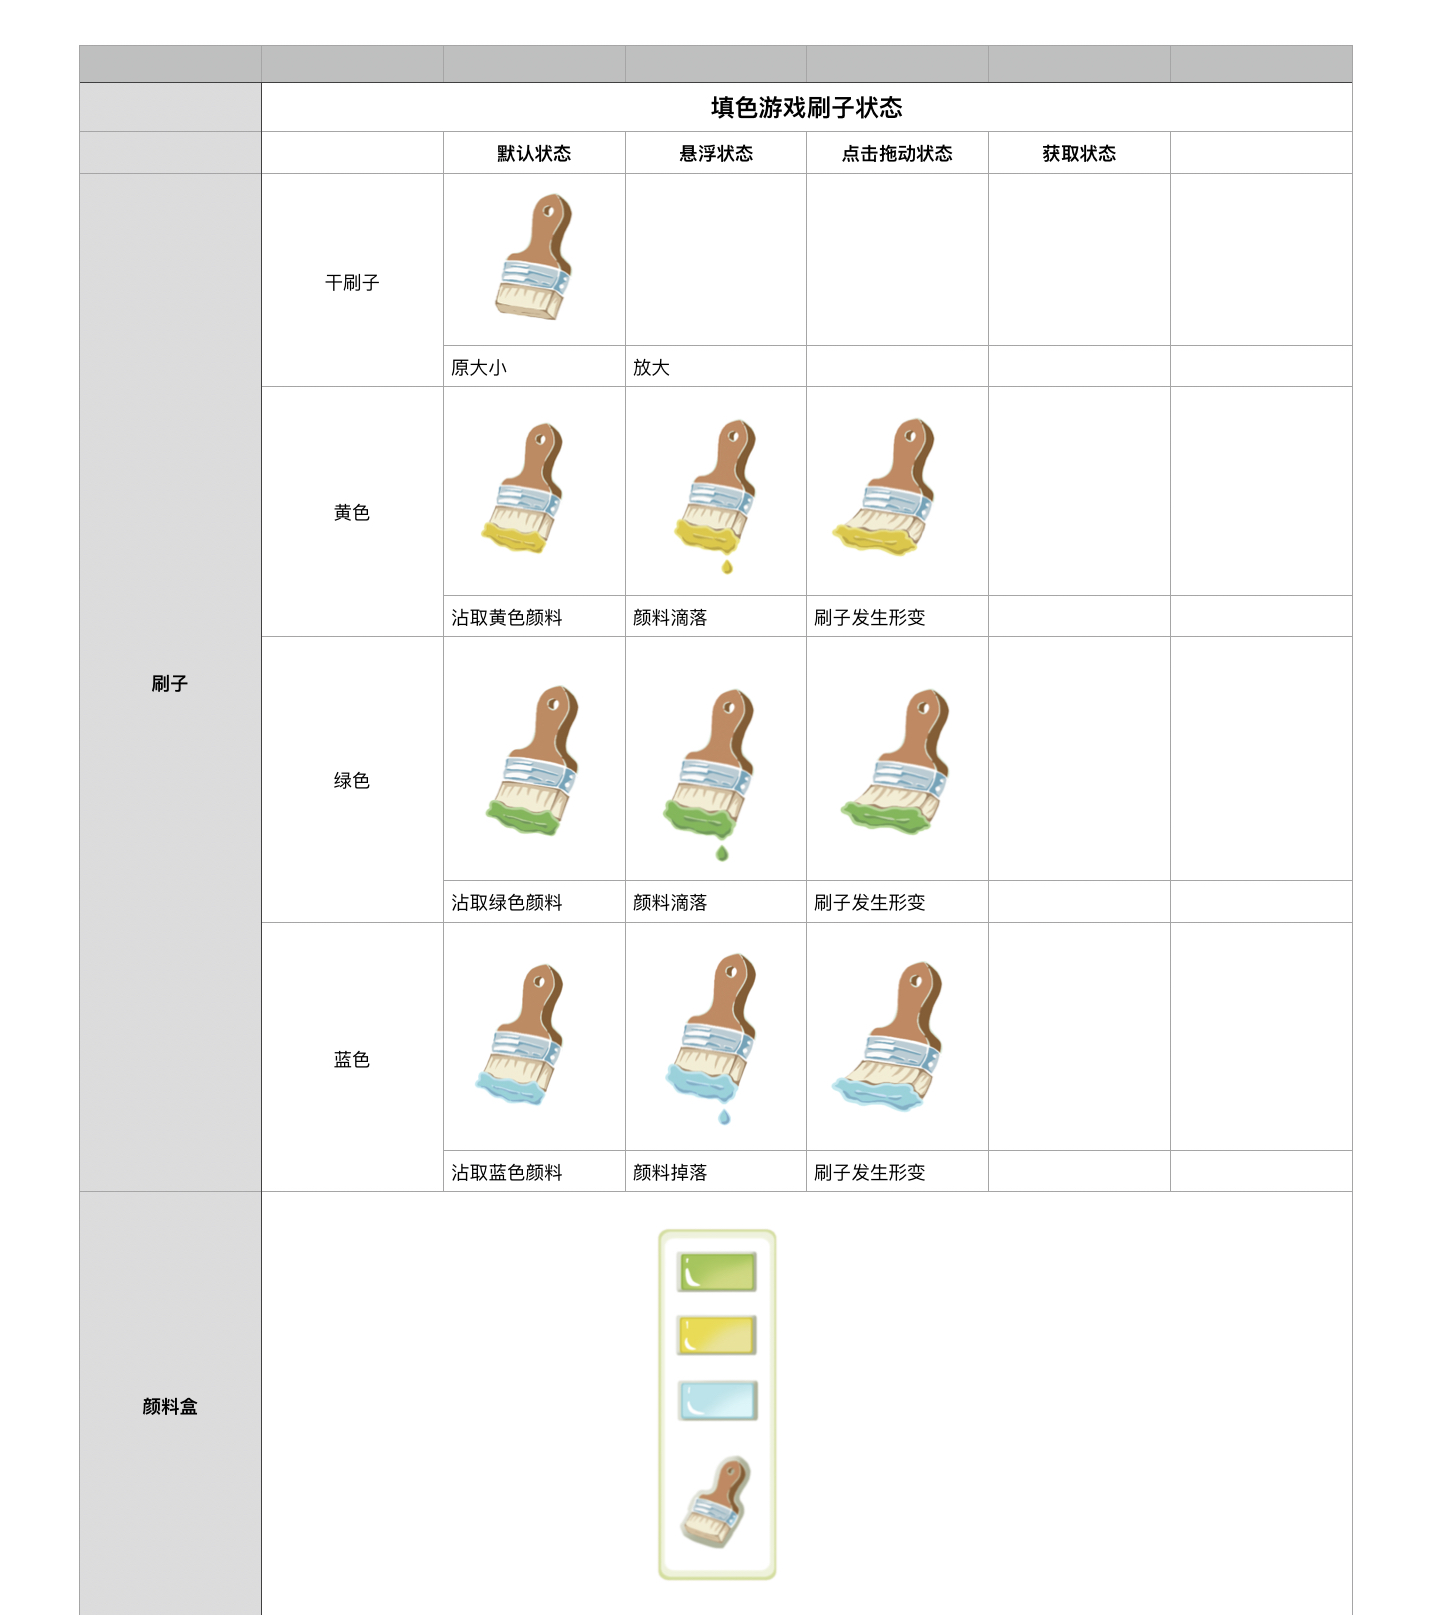 填色游戏刷子状态
默认状态 悬浮状态 点击拖动状态 获取状态
刷子
干刷子
原大小 放大
黄色
沾取黄色颜料 颜料滴落 刷子发生形变
绿色
沾取绿色颜料 颜料滴落 刷子发生形变
蓝色
沾取蓝色颜料 颜料掉落 刷子发生形变
颜料盒